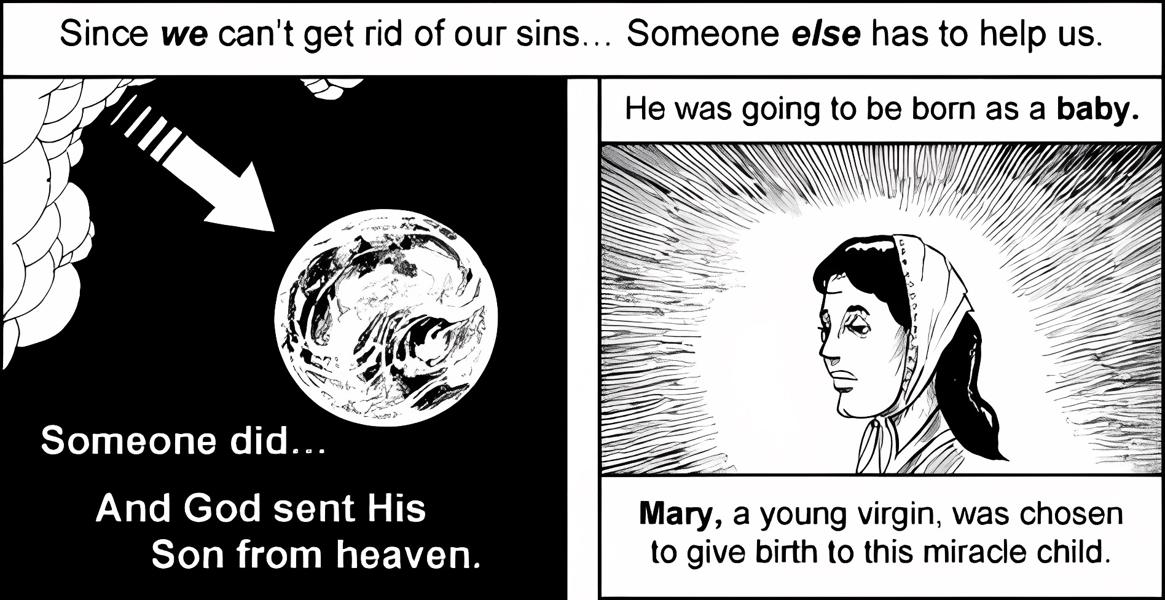 Since we can't get rid of our sins... Someone else has to help us.
Someone did...
And God sent His
Son from heaven.
He was going to be born as a baby.
Mary, a young virgin, was chosen
to give birth to this miracle child.